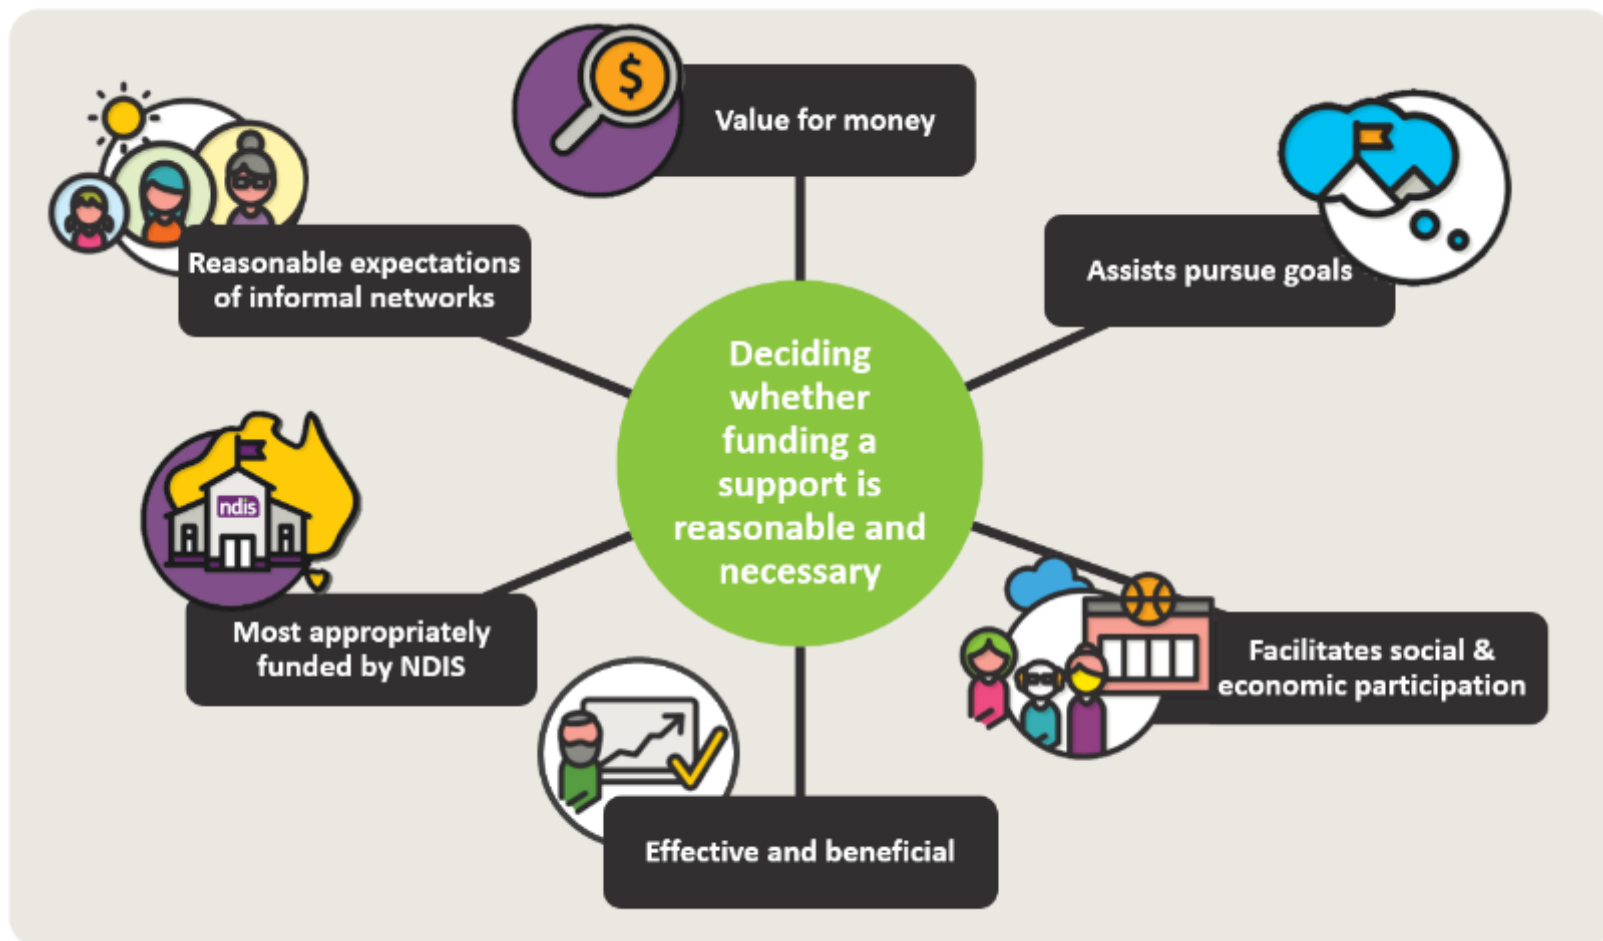 Value for money
Reasonable expectations
of informal networks
Assists pursue goals
Deciding
whether
funding a
support is
reasonable and
necessary
ndis
Most appropriately
funded by NDIS
Facilitates social &
economic participation
Effective and beneficial
$